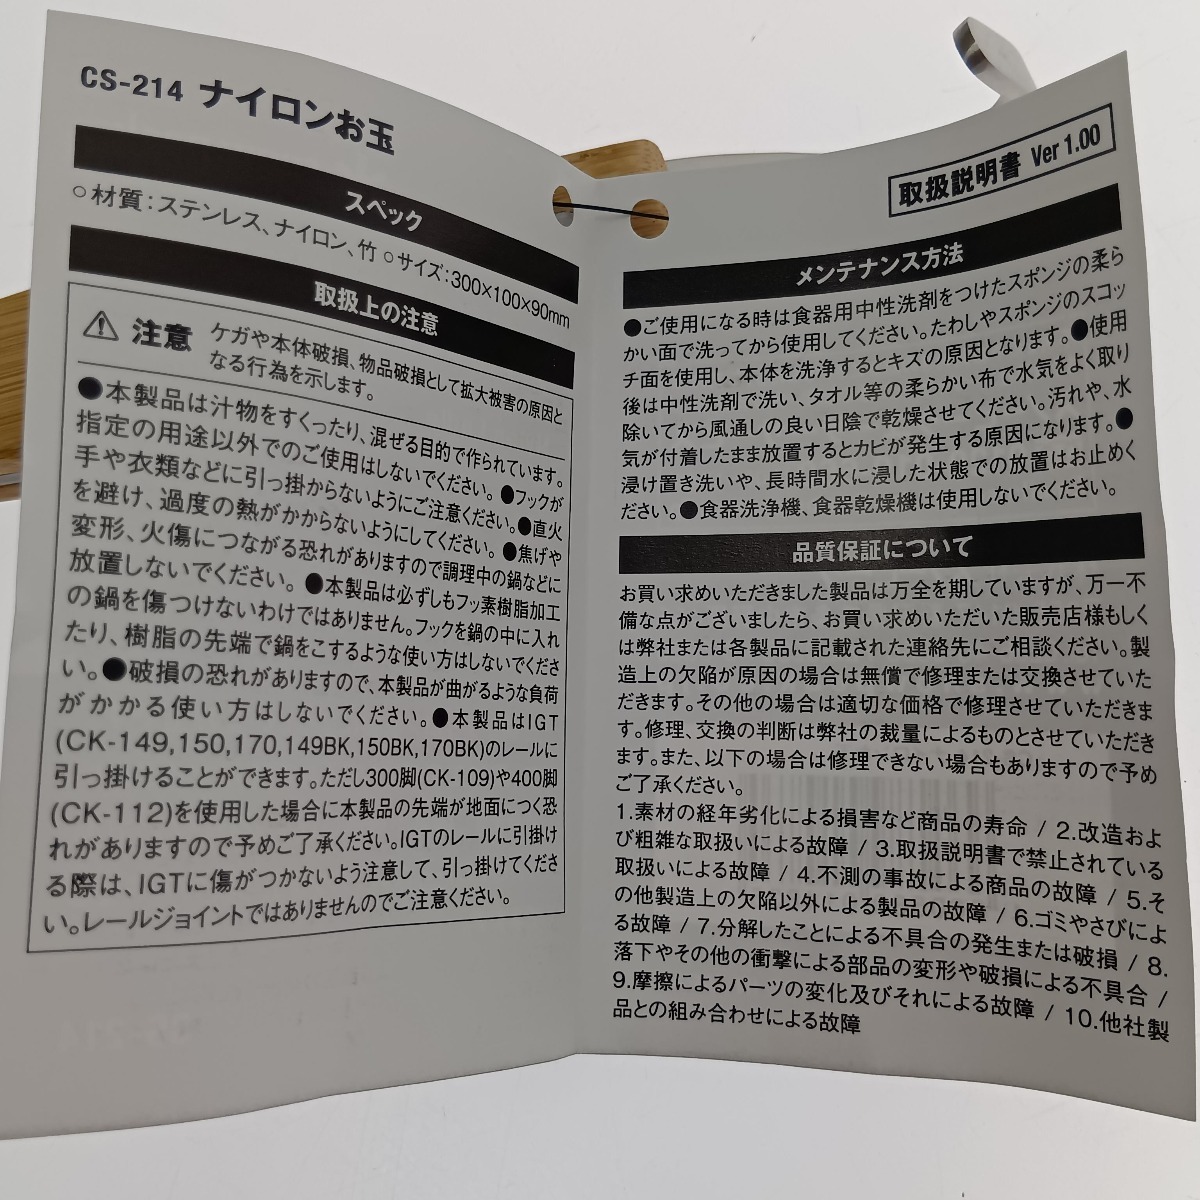 CS-214 ナイロンお玉
スペック
○材質:ステンレス、ナイロン、竹 ○サイズ:300×100×90mm
取扱上の注意
注意
ケガや本体破損、物品破損として拡大被害の原因と
なる行為を示します。
●本製品は汁物をすくったり、混ぜる目的で作られています。
指定の用途以外でのご使用はしないでください。●フックが
手や衣類などに引っ掛からないようにご注意ください。●直火
を避け、過度の熱がかからないようにしてください。●焦げや
変形、火傷につながる恐れがありますので調理中の鍋などに
放置しないでください。●本製品は必ずしもフッ素樹脂加工
の鍋を傷つけないわけではありません。フックを鍋の中に入れ
たり、樹脂の先端で鍋をこするような使い方はしないでくださ
い。●破損の恐れがありますので、本製品が曲がるような負荷
がかかる使い方はしないでください。●本製品はIGT
(CK-149,150,170,149BK,150BK,170BK)のレールに
引っ掛けることができます。ただし300脚(CK-109)や400脚
(CK-112)を使用した場合に本製品の先端が地面につく恐
れがありますので予めご了承ください。IGTのレールに引掛け
る際は、IGTに傷がつかないよう注意して、引っ掛けてくださ
い。レールジョイントではありませんのでご注意ください。
取扱説明書 Ver 1.00
メンテナンス方法
●ご使用になる時は食器用中性洗剤をつけたスポンジの柔ら
かい面で洗ってから使用してください。たわしやスポンジのスコッ
チ面を使用し、本体を洗浄するとキズの原因となります。●使用
後は中性洗剤で洗い、タオル等の柔らかい布で水気をよく取り
除いてから風通しの良い日陰で乾燥させてください。汚れや、水
気が付着したまま放置するとカビが発生する原因になります。●
浸け置き洗いや、長時間水に浸した状態での放置はお止めく
ださい。●食器洗浄機、食器乾燥機は使用しないでください。
品質保証について
お買い求めいただきました製品は万全を期していますが、万一不
備な点がございましたら、お買い求めいただいた販売店様もしく
は弊社または各製品に記載された連絡先にご相談ください。製
造上の欠陥が原因の場合は無償で修理または交換させていた
だきます。その他の場合は適切な価格で修理させていただきま
す。修理、交換の判断は弊社の裁量によるものとさせていただき
ます。また、以下の場合は修理できない場合もありますので予め
ご了承ください。
1.素材の経年劣化による損害など商品の寿命 / 2.改造およ
び粗雑な取扱いによる故障 / 3.取扱説明書で禁止されている
取扱いによる故障 / 4.不測の事故による商品の故障 / 5.そ
の他製造上の欠陥以外による製品の故障 / 6.ゴミやさびによ
る故障 / 7.分解したことによる不具合の発生または破損 / 8.
落下やその他の衝撃による部品の変形や破損による不具合 /
9.摩擦によるパーツの変化及びそれによる故障 / 10.他社製
品との組み合わせによる故障